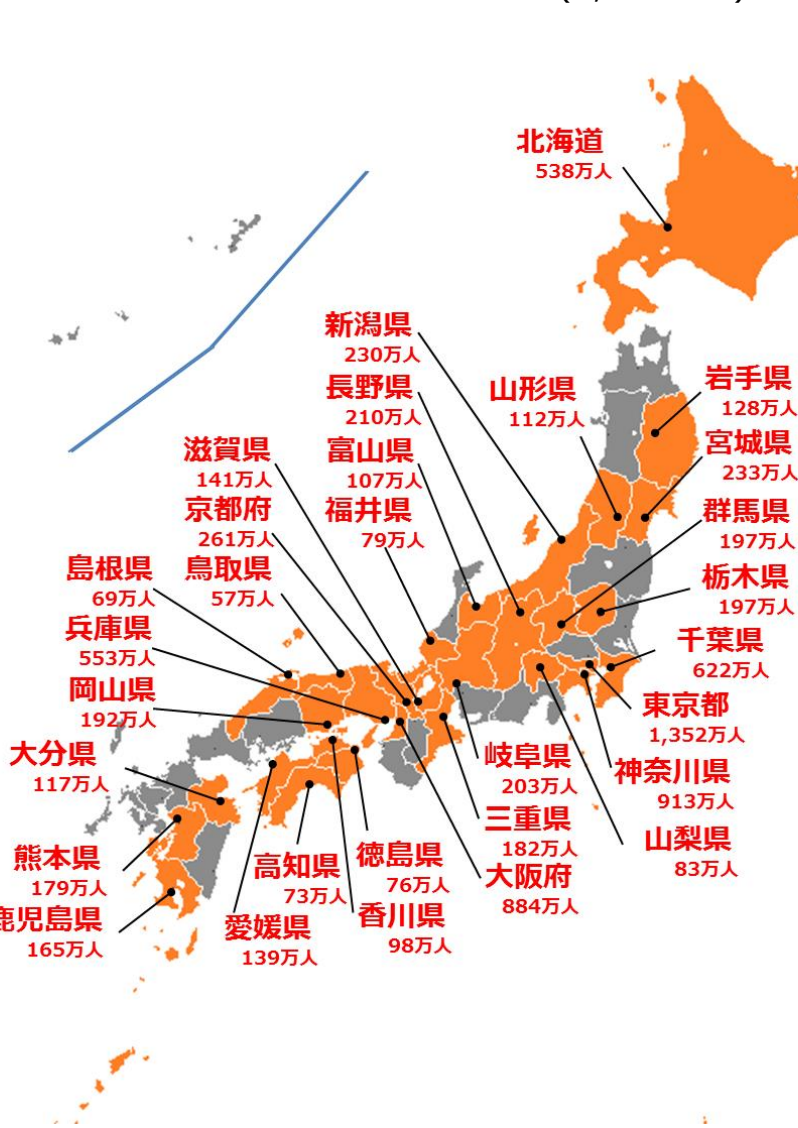 北海道
538万人
新潟県
230万人
長野県
210万人
山形県
112万人
岩手県
128万人
宮城県
233万人
滋賀県
141万人
富山県
107万人
京都府
261万人
福井県
79万人
群馬県
197万人
島根県
69万人
鳥取県
57万人
栃木県
197万人
兵庫県
553万人
千葉県
622万人
岡山県
192万人
東京都
1,352万人
大分県
117万人
岐阜県
203万人
神奈川県
913万人
三重県
182万人
山梨県
83万人
熊本県
179万人
高知県
73万人
徳島県
76万人
大阪府
884万人
鹿児島県
165万人
愛媛県
139万人
香川県
98万人